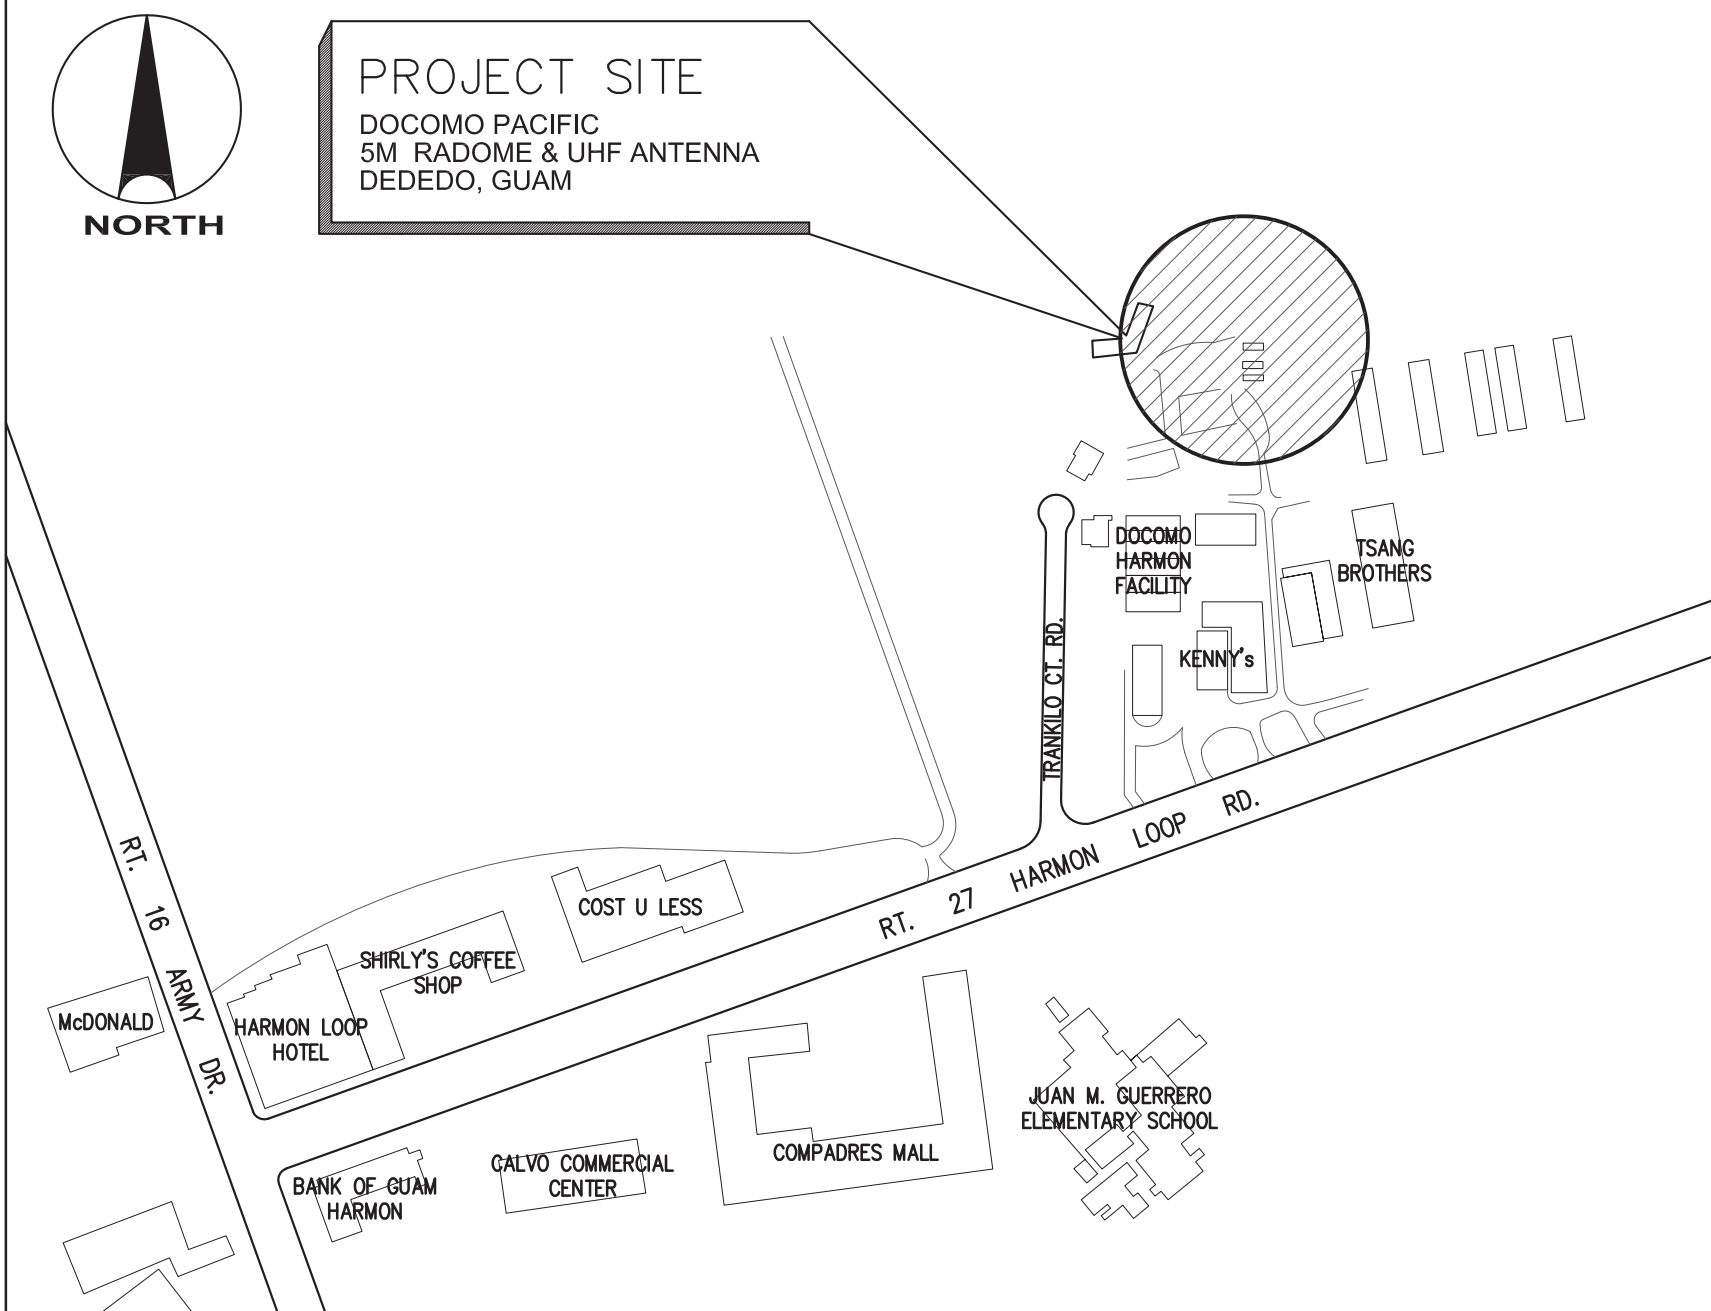 PROJECT SITE
DOCOMO PACIFIC
5M RADOME & UHF ANTENNA
DEDEDO, GUAM
NORTH
DOCOMO
HARMON
FACILITY
TSANG
BROTHERS
KENNY's
TRANKILO CT. RD.
RT. 27 HARMON LOOP RD.
RT. 16 ARMY DR.
COST U LESS
SHIRLY'S COFFEE
SHOP
McDONALD
HARMON LOOP
HOTEL
JUAN M. GUERRERO
ELEMENTARY SCHOOL
COMPADRES MALL
CALVO COMMERCIAL
CENTER
BANK OF GUAM
HARMON